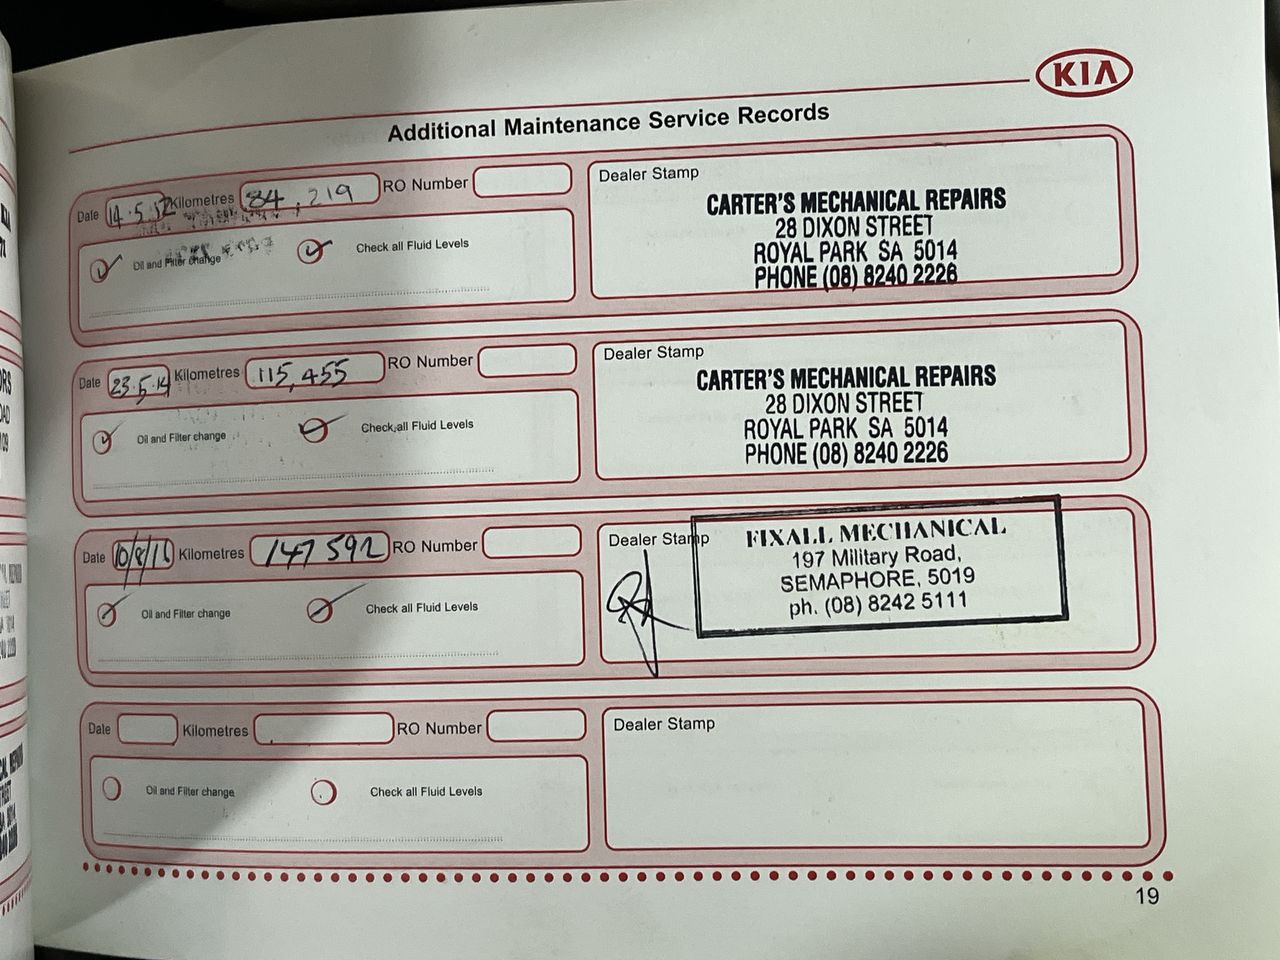 KIA
Additional Maintenance Service Records
Date 14.5.12 Kilometres 84,219 RO Number
Oil and Filter change Check all Fluid Levels
Dealer Stamp
CARTER'S MECHANICAL REPAIRS
28 DIXON STREET
ROYAL PARK SA 5014
PHONE (08) 8240 2226
Date 23.5.14 Kilometres 115,455 RO Number
Oil and Filter change Check all Fluid Levels
Dealer Stamp
CARTER'S MECHANICAL REPAIRS
28 DIXON STREET
ROYAL PARK SA 5014
PHONE (08) 8240 2226
Date 10/8/16 Kilometres 147 592 RO Number
Oil and Filter change Check all Fluid Levels
Dealer Stamp
FIXALL MECHANICAL
197 Military Road,
SEMAPHORE, 5019
ph. (08) 8242 5111
Date Kilometres RO Number
Oil and Filter change Check all Fluid Levels
Dealer Stamp
19